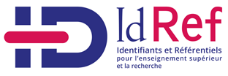 IdRef
Identifiants et Référentiels
pour l'enseignement supérieur
et la recherche